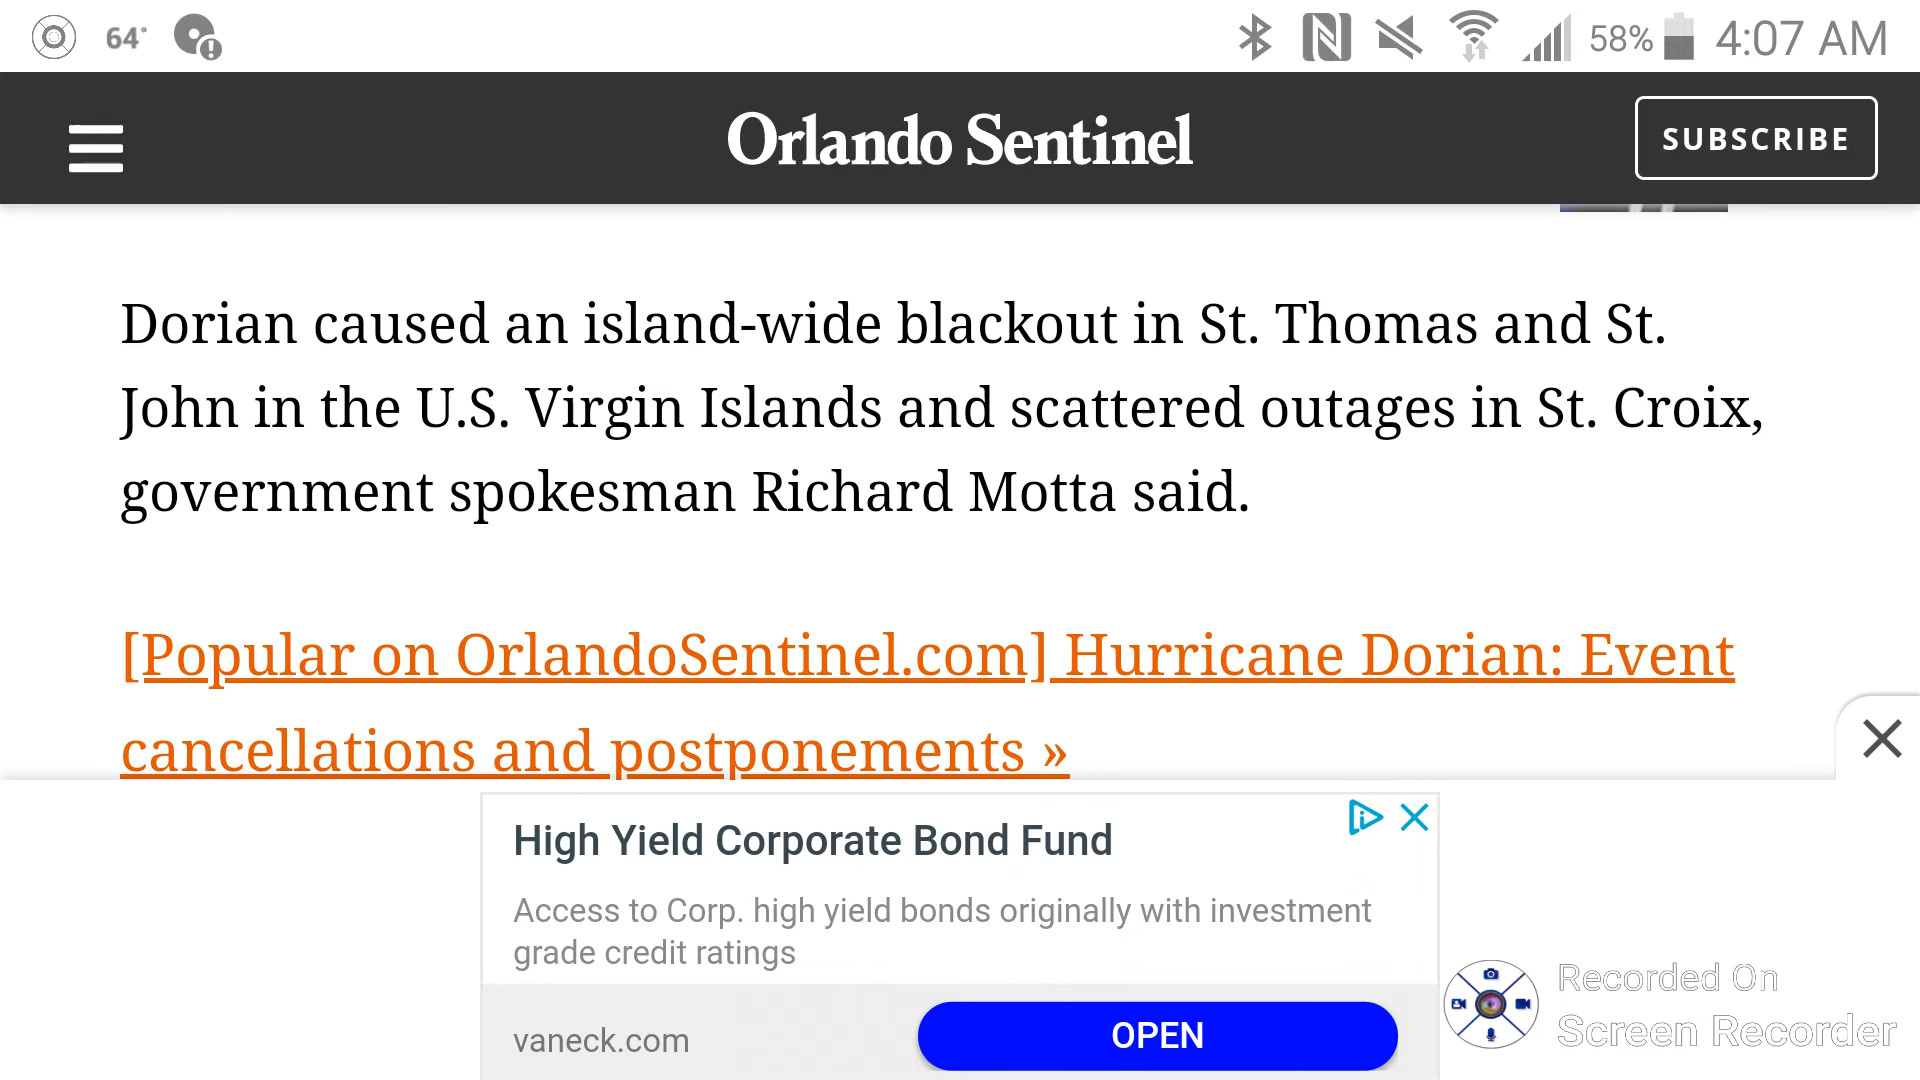 64°
58% 4:07 AM
Orlando Sentinel
SUBSCRIBE
Dorian caused an island-wide blackout in St. Thomas and St.
John in the U.S. Virgin Islands and scattered outages in St. Croix,
government spokesman Richard Motta said.
[Popular on OrlandoSentinel.com] Hurricane Dorian: Event
cancellations and postponements »
High Yield Corporate Bond Fund
Access to Corp. high yield bonds originally with investment
grade credit ratings
vaneck.com
OPEN
Recorded On
Screen Recorder